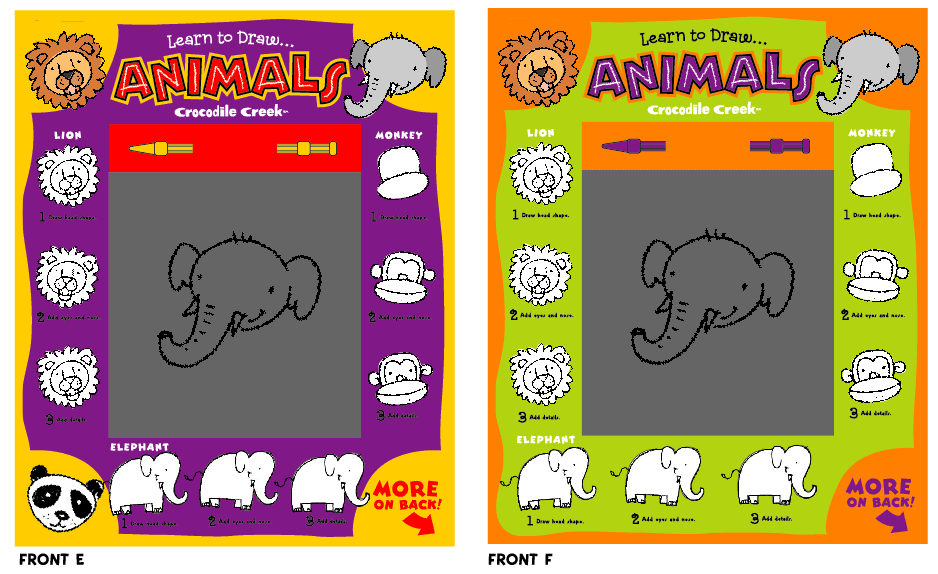 Learn to Draw...
ANIMALS
Crocodile Creek™
LION
MONKEY
1 Draw head shape.
1 Draw head shape.
2 Add eyes and nose.
2 Add eyes and nose.
3 Add details.
3 Add details.
ELEPHANT
1 Draw head shape.
2 Add eyes and nose.
3 Add details.
MORE
ON BACK!
FRONT E
Learn to Draw...
ANIMALS
Crocodile Creek™
LION
MONKEY
1 Draw head shape.
1 Draw head shape.
2 Add eyes and nose.
2 Add eyes and nose.
3 Add details.
3 Add details.
ELEPHANT
1 Draw head shape.
2 Add eyes and nose.
3 Add details.
MORE
ON BACK!
FRONT F